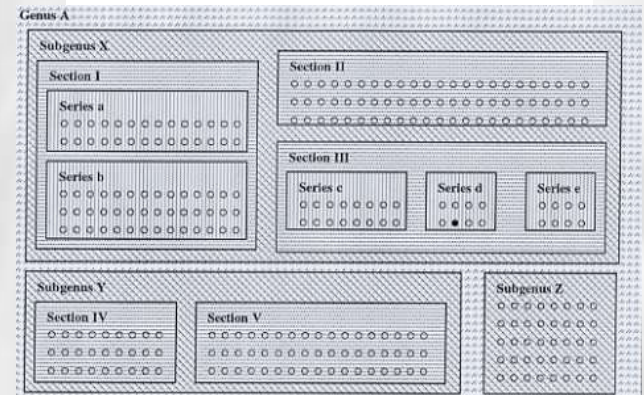 Genus A
Subgenus X
Section I
Series a
Series b
Section II
Section III
Series c
Series d
Series e
Subgenus Y
Section IV
Section V
Subgenus Z